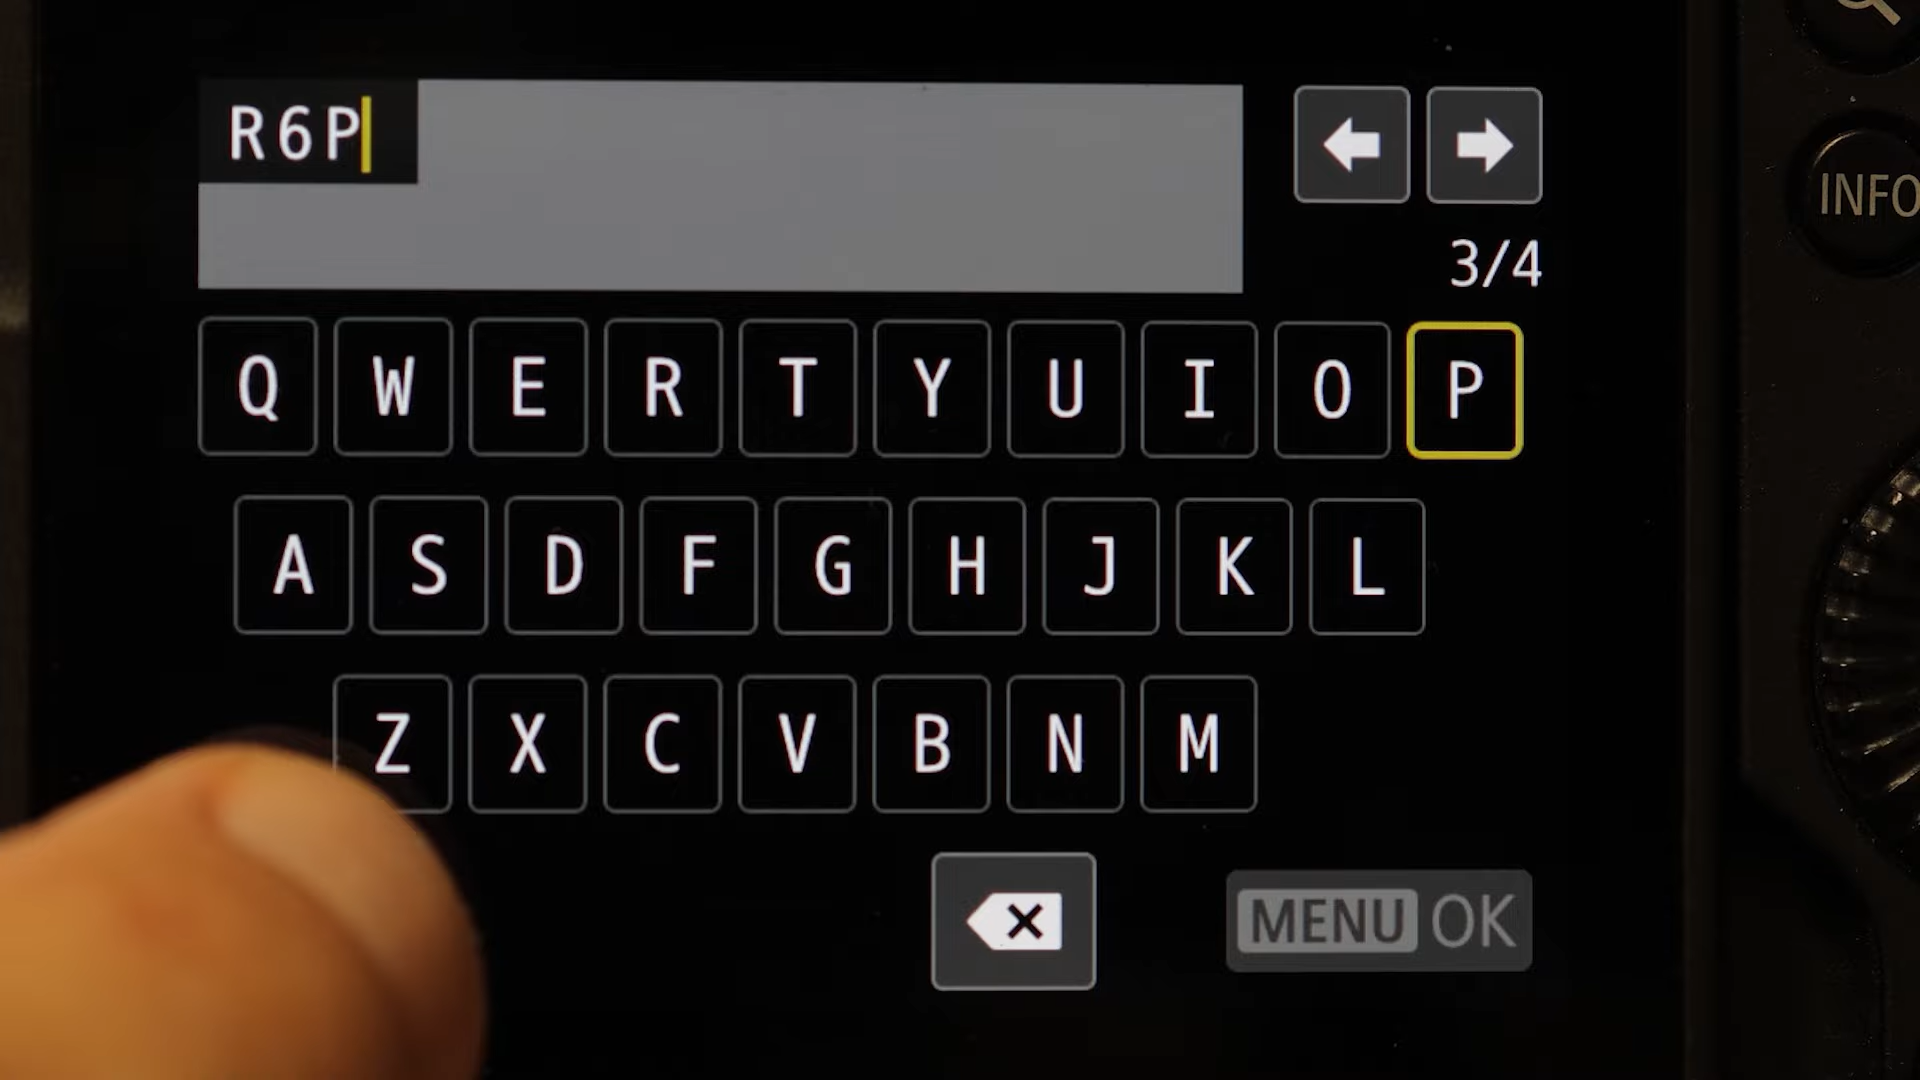 R6P
3/4
INFO
Q W E R T Y U I O P
A S D F G H J K L
Z X C V B N M
MENU OK